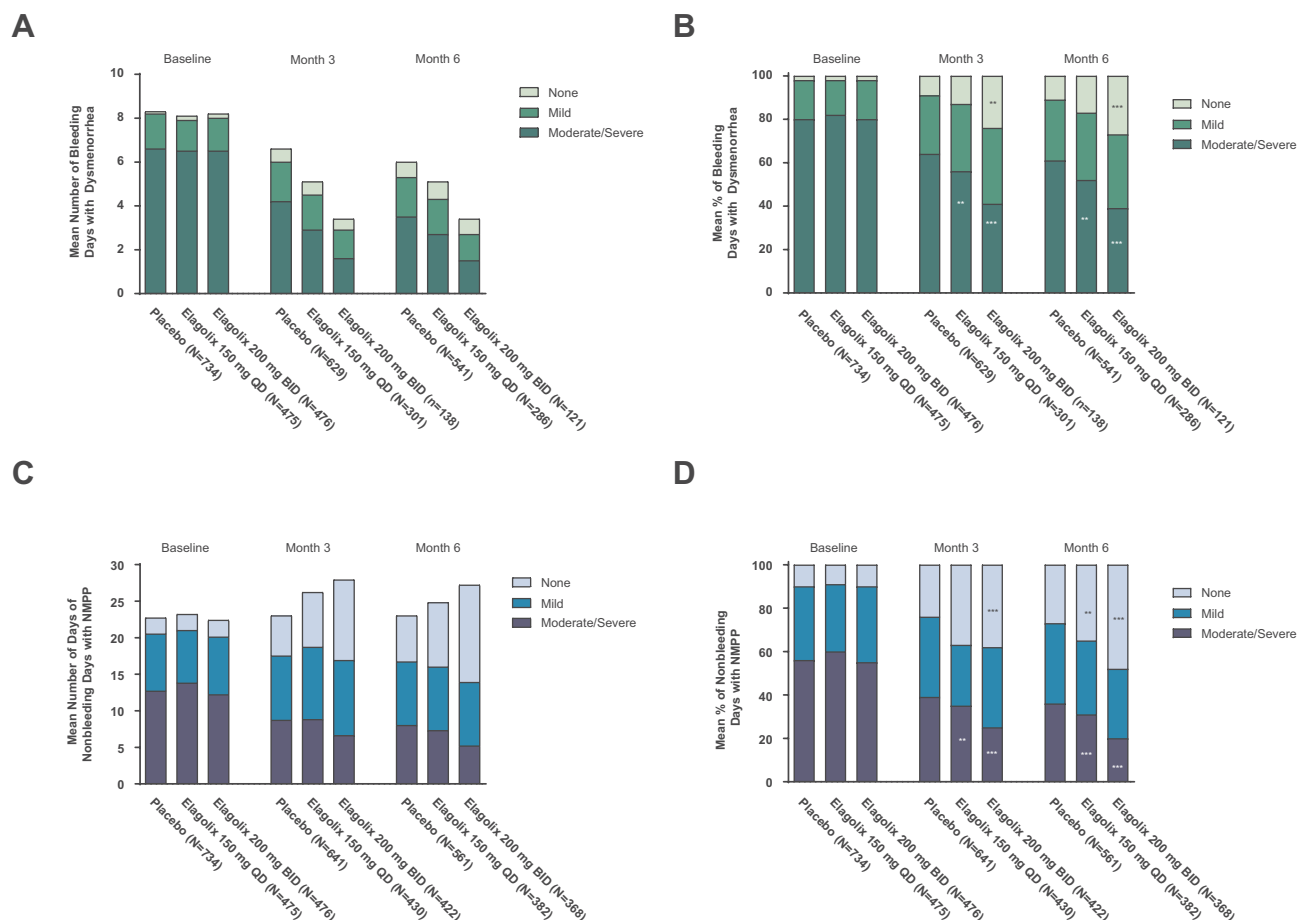 A
Baseline
Month 3
Month 6
Mean Number of Bleeding
Days with Dysmenorrhea
10
8
6
4
2
0
None
Mild
Moderate/Severe
Placebo (N=734)
Elagolix 150 mg QD (N=475)
Elagolix 200 mg BID (N=476)
Placebo (N=629)
Elagolix 150 mg QD (N=301)
Elagolix 200 mg BID (n=138)
Placebo (N=541)
Elagolix 150 mg QD (N=286)
Elagolix 200 mg BID (N=121)
B
Baseline
Month 3
Month 6
Mean % of Bleeding
Days with Dysmenorrhea
100
80
60
40
20
0
**
**
***
***
**
***
None
Mild
Moderate/Severe
Placebo (N=734)
Elagolix 150 mg QD (N=475)
Elagolix 200 mg BID (N=476)
Placebo (N=629)
Elagolix 150 mg QD (N=301)
Elagolix 200 mg BID (n=138)
Placebo (N=541)
Elagolix 150 mg QD (N=286)
Elagolix 200 mg BID (N=121)
C
Baseline
Month 3
Month 6
Mean Number of Days of
Nonbleeding Days with NMPP
30
25
20
15
10
5
0
None
Mild
Moderate/Severe
Placebo (N=734)
Elagolix 150 mg QD (N=475)
Elagolix 200 mg BID (N=476)
Placebo (N=641)
Elagolix 150 mg QD (N=430)
Elagolix 200 mg BID (N=422)
Placebo (N=561)
Elagolix 150 mg QD (N=382)
Elagolix 200 mg BID (N=368)
D
Baseline
Month 3
Month 6
Mean % of Nonbleeding
Days with NMPP
100
80
60
40
20
0
**
***
***
**
***
***
***
None
Mild
Moderate/Severe
Placebo (N=734)
Elagolix 150 mg QD (N=475)
Elagolix 200 mg BID (N=476)
Placebo (N=641)
Elagolix 150 mg QD (N=430)
Elagolix 200 mg BID (N=422)
Placebo (N=561)
Elagolix 150 mg QD (N=382)
Elagolix 200 mg BID (N=368)